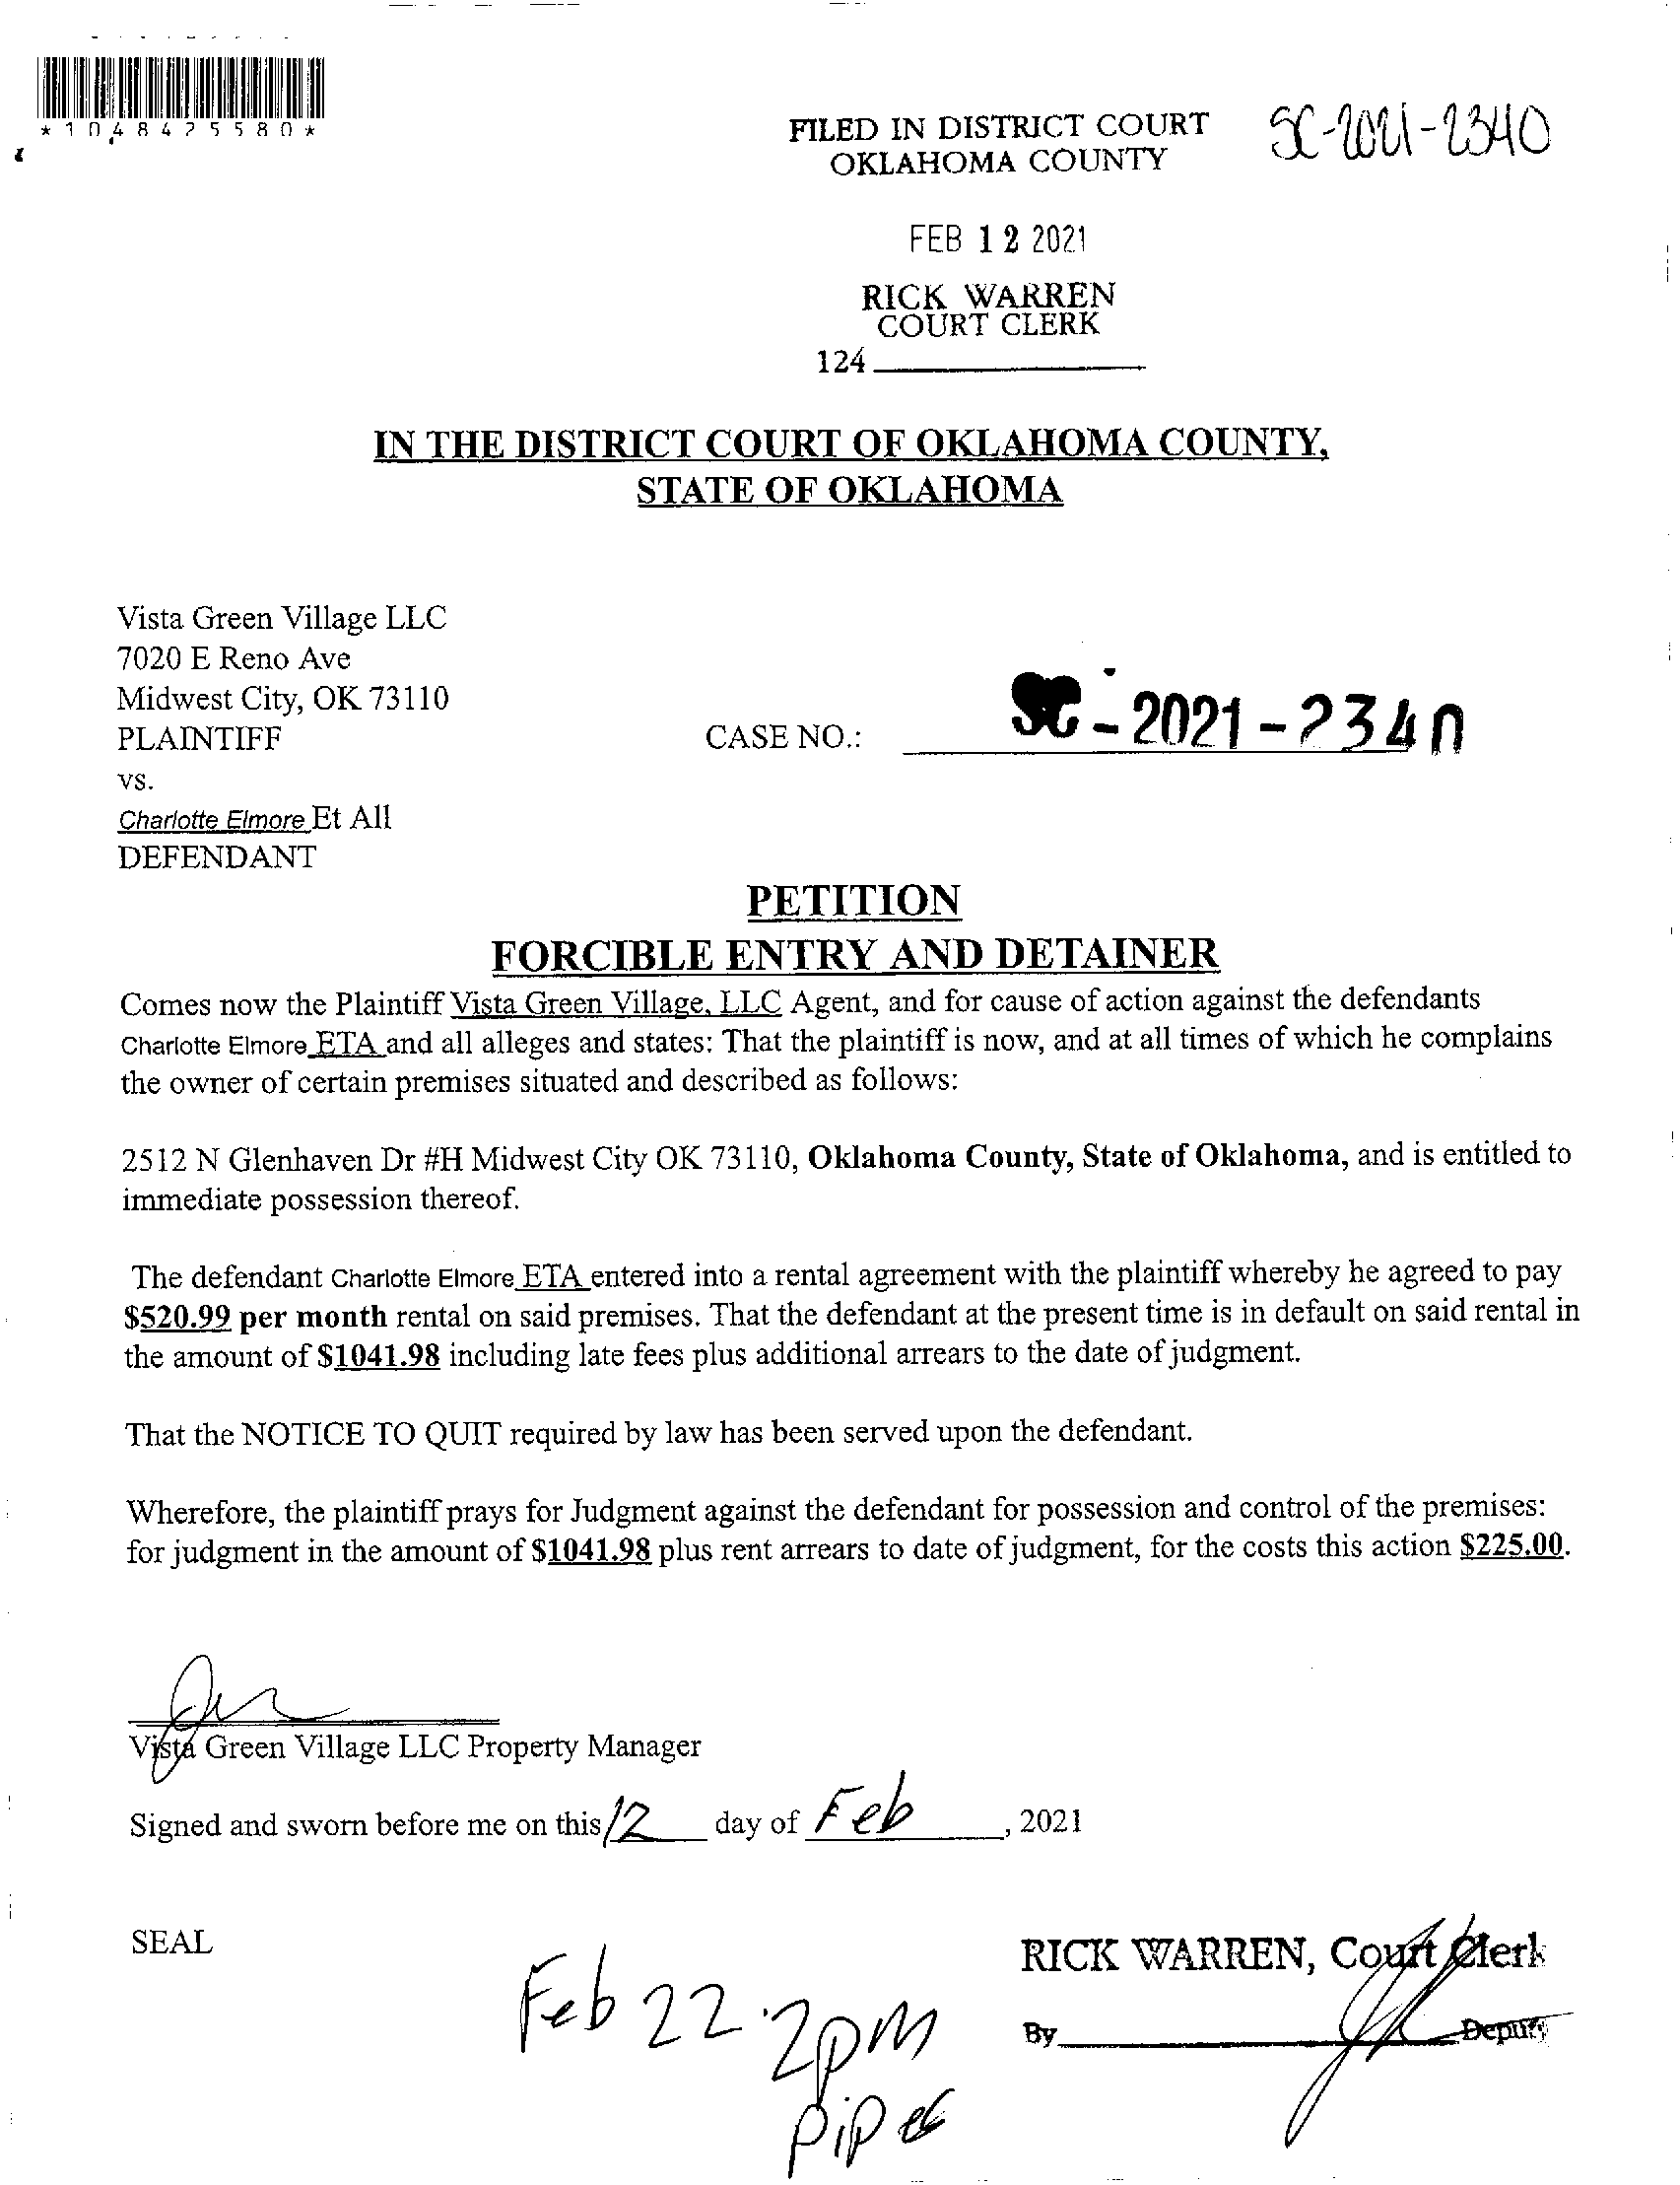 *1048425580*
FILED IN DISTRICT COURT
OKLAHOMA COUNTY
SC-2021-2340
FEB 12 2021
RICK WARREN
COURT CLERK
124
IN THE DISTRICT COURT OF OKLAHOMA COUNTY,
STATE OF OKLAHOMA
Vista Green Village LLC
7020 E Reno Ave
Midwest City, OK 73110
PLAINTIFF
CASE NO.: SC - 2021 - 2340
vs.
Charlotte Elmore Et All
DEFENDANT
PETITION
FORCIBLE ENTRY AND DETAINER
Comes now the Plaintiff Vista Green Village, LLC Agent, and for cause of action against the defendants
Charlotte Elmore ETA and all alleges and states: That the plaintiff is now, and at all times of which he complains
the owner of certain premises situated and described as follows:
2512 N Glenhaven Dr #H Midwest City OK 73110, Oklahoma County, State of Oklahoma, and is entitled to
immediate possession thereof.
The defendant Charlotte Elmore ETA entered into a rental agreement with the plaintiff whereby he agreed to pay
$520.99 per month rental on said premises. That the defendant at the present time is in default on said rental in
the amount of $1041.98 including late fees plus additional arrears to the date of judgment.
That the NOTICE TO QUIT required by law has been served upon the defendant.
Wherefore, the plaintiff prays for Judgment against the defendant for possession and control of the premises:
for judgment in the amount of $1041.98 plus rent arrears to date of judgment, for the costs this action $225.00.
Vista Green Village LLC Property Manager
Signed and sworn before me on this 12 day of Feb, 2021
SEAL
RICK WARREN, Court Clerk
Feb 22 2pm
By Deputy